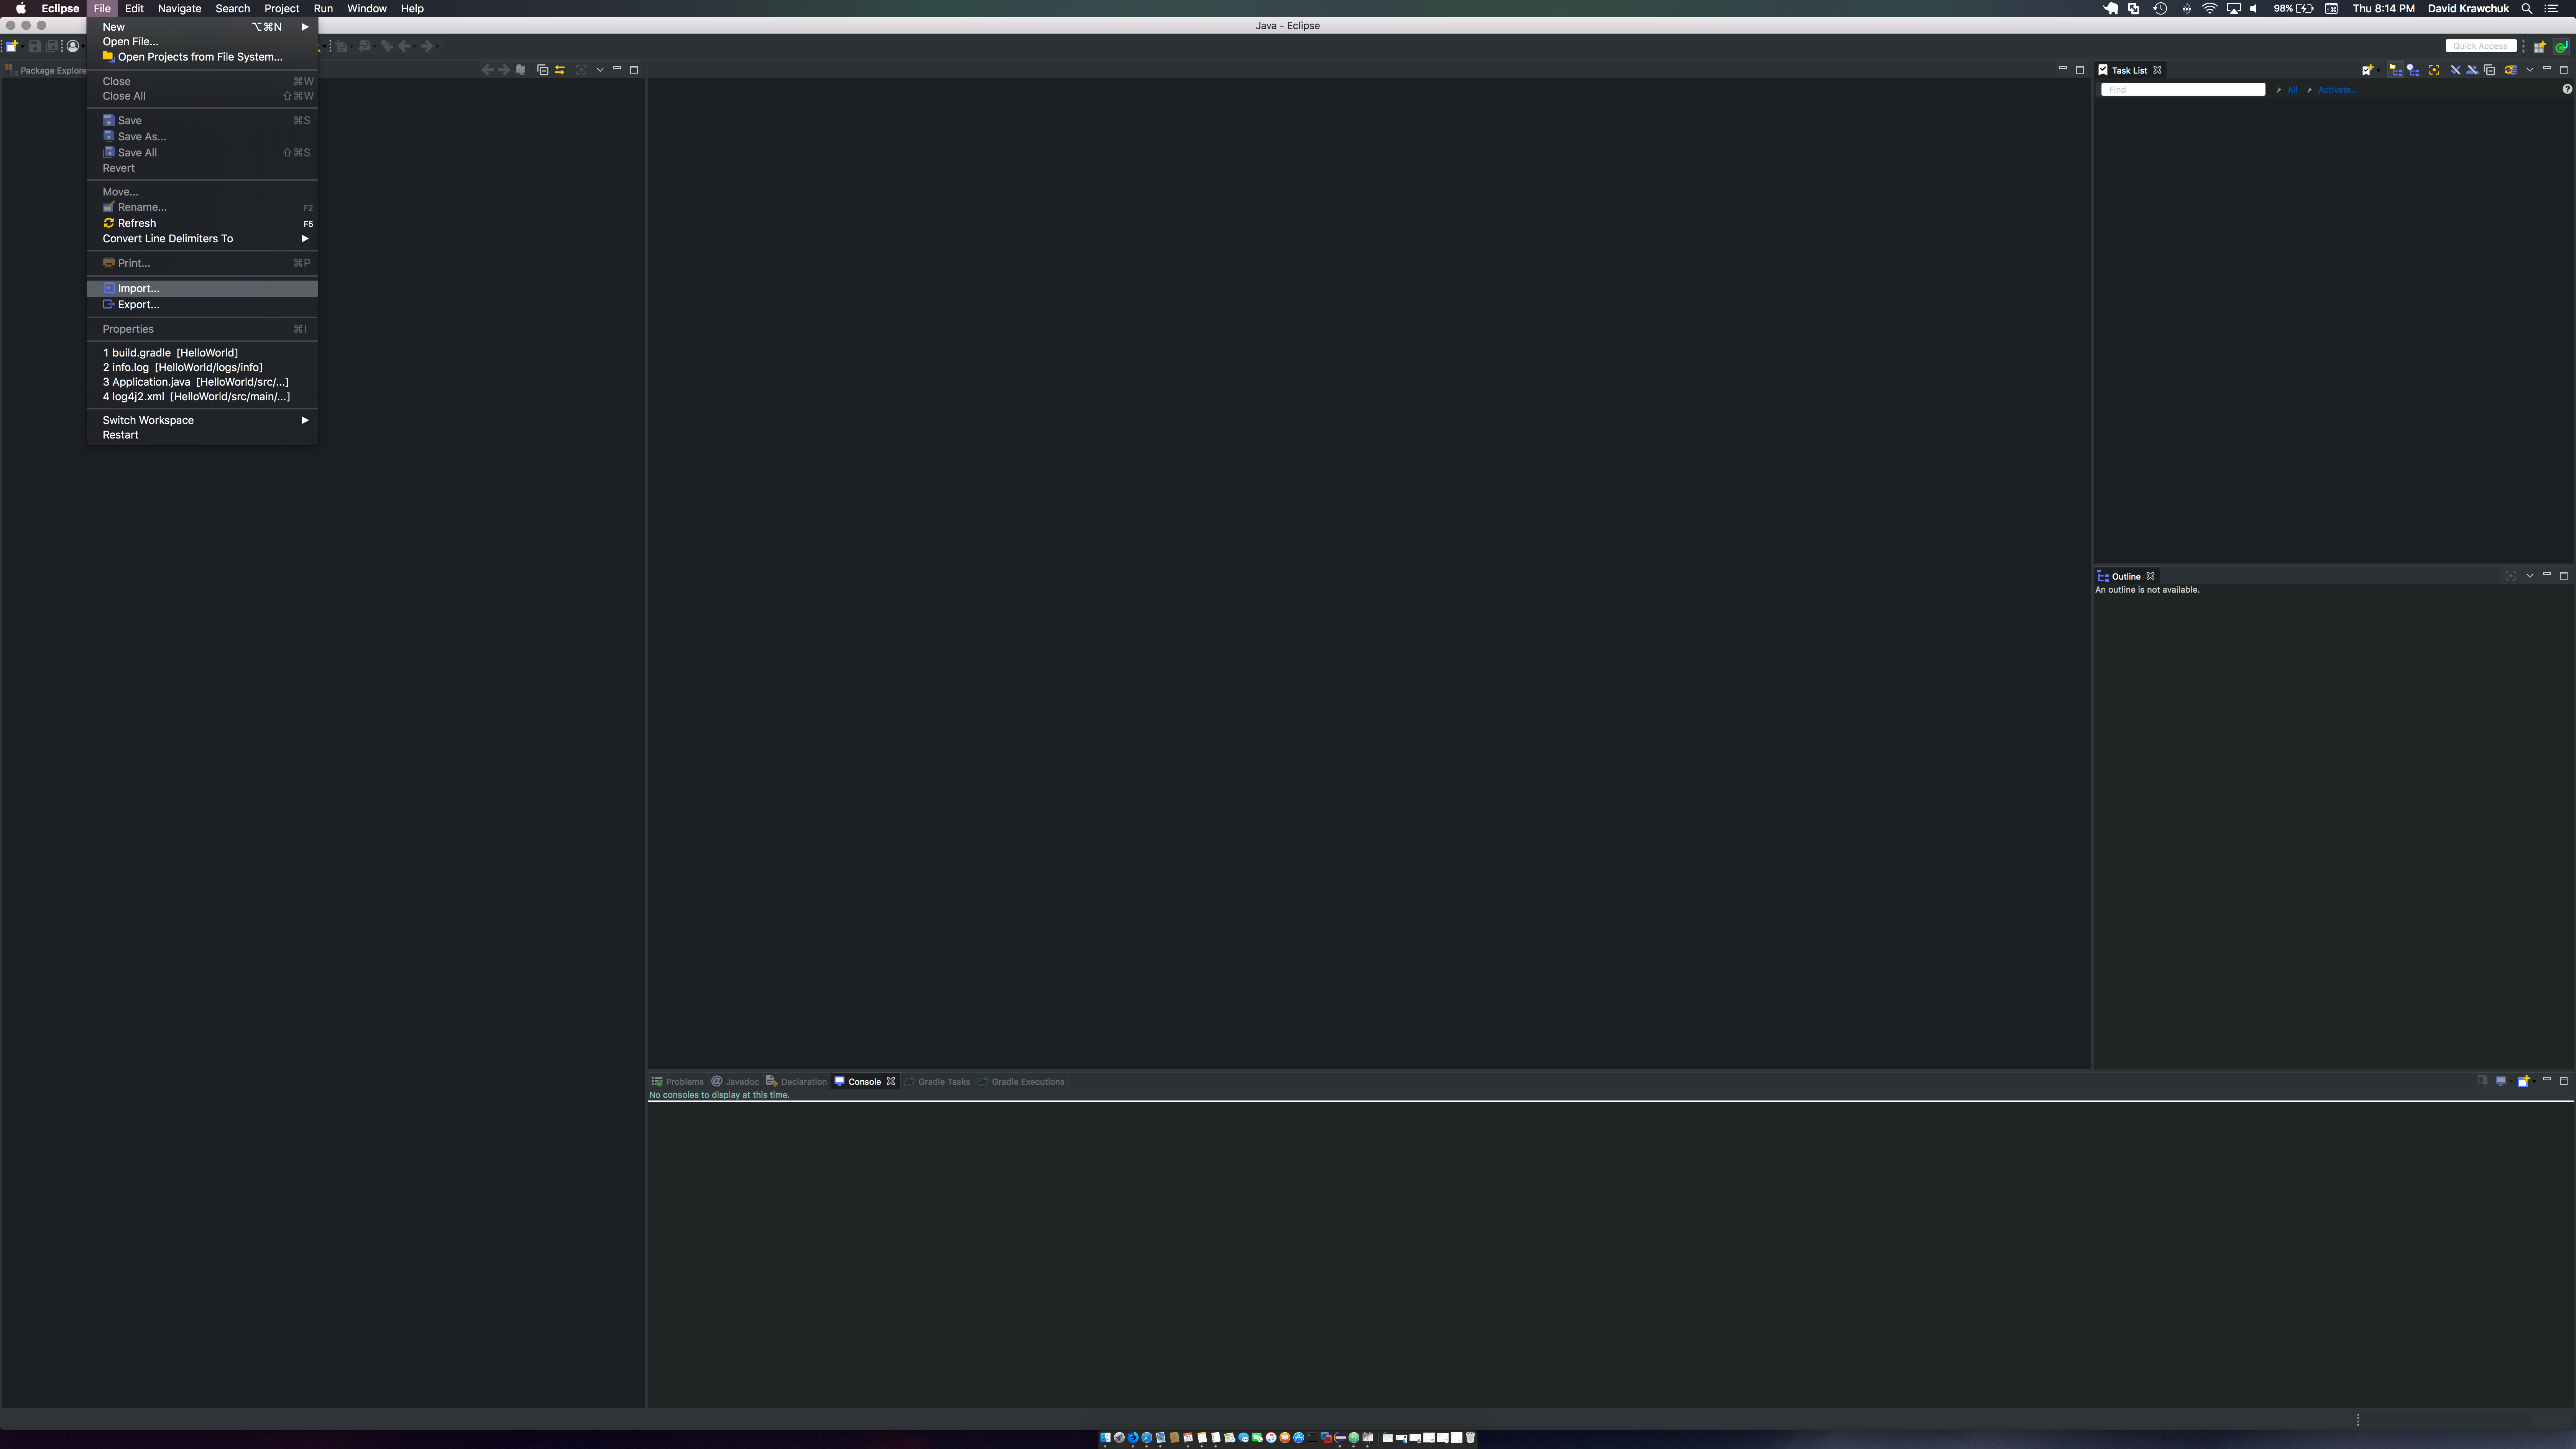 Eclipse File Edit Navigate Search Project Run Window Help
98% Thu 8:14 PM David Krawchuk
Java - Eclipse
New ⌥⌘N
Open File...
Open Projects from File System...
Close ⌘W
Close All ⇧⌘W
Save ⌘S
Save As...
Save All ⇧⌘S
Revert
Move...
Rename... F2
Refresh F5
Convert Line Delimiters To
Print... ⌘P
Import...
Export...
Properties ⌘I
1 build.gradle [HelloWorld]
2 info.log [HelloWorld/logs/info]
3 Application.java [HelloWorld/src/...]
4 log4j2.xml [HelloWorld/src/main/...]
Switch Workspace
Restart
Package Explore
Quick Access
Task List
Find All Activate...
Outline
An outline is not available.
Problems Javadoc Declaration Console Gradle Tasks Gradle Executions
No consoles to display at this time.